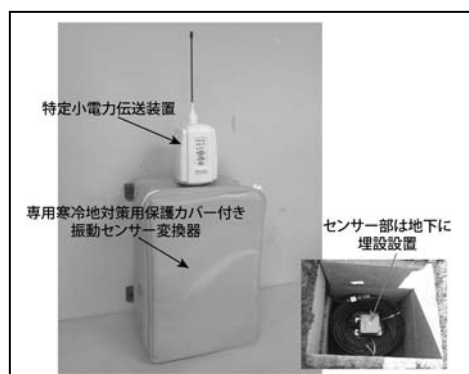 特定小電力伝送装置
専用寒冷地対策用保護カバー付き
振動センサー変換器
センサー部は地下に
埋設設置